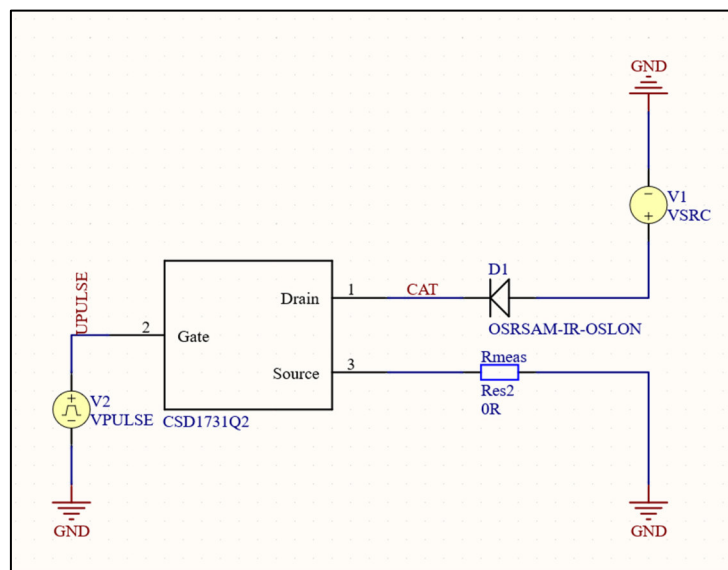 GND
V1
VSRC
D1
OSRSAM-IR-OSLON
CAT
1
Drain
UPULSE
2
Gate
Source
3
Rmeas
Res2
0R
V2
VPULSE
CSD1731Q2
GND
GND